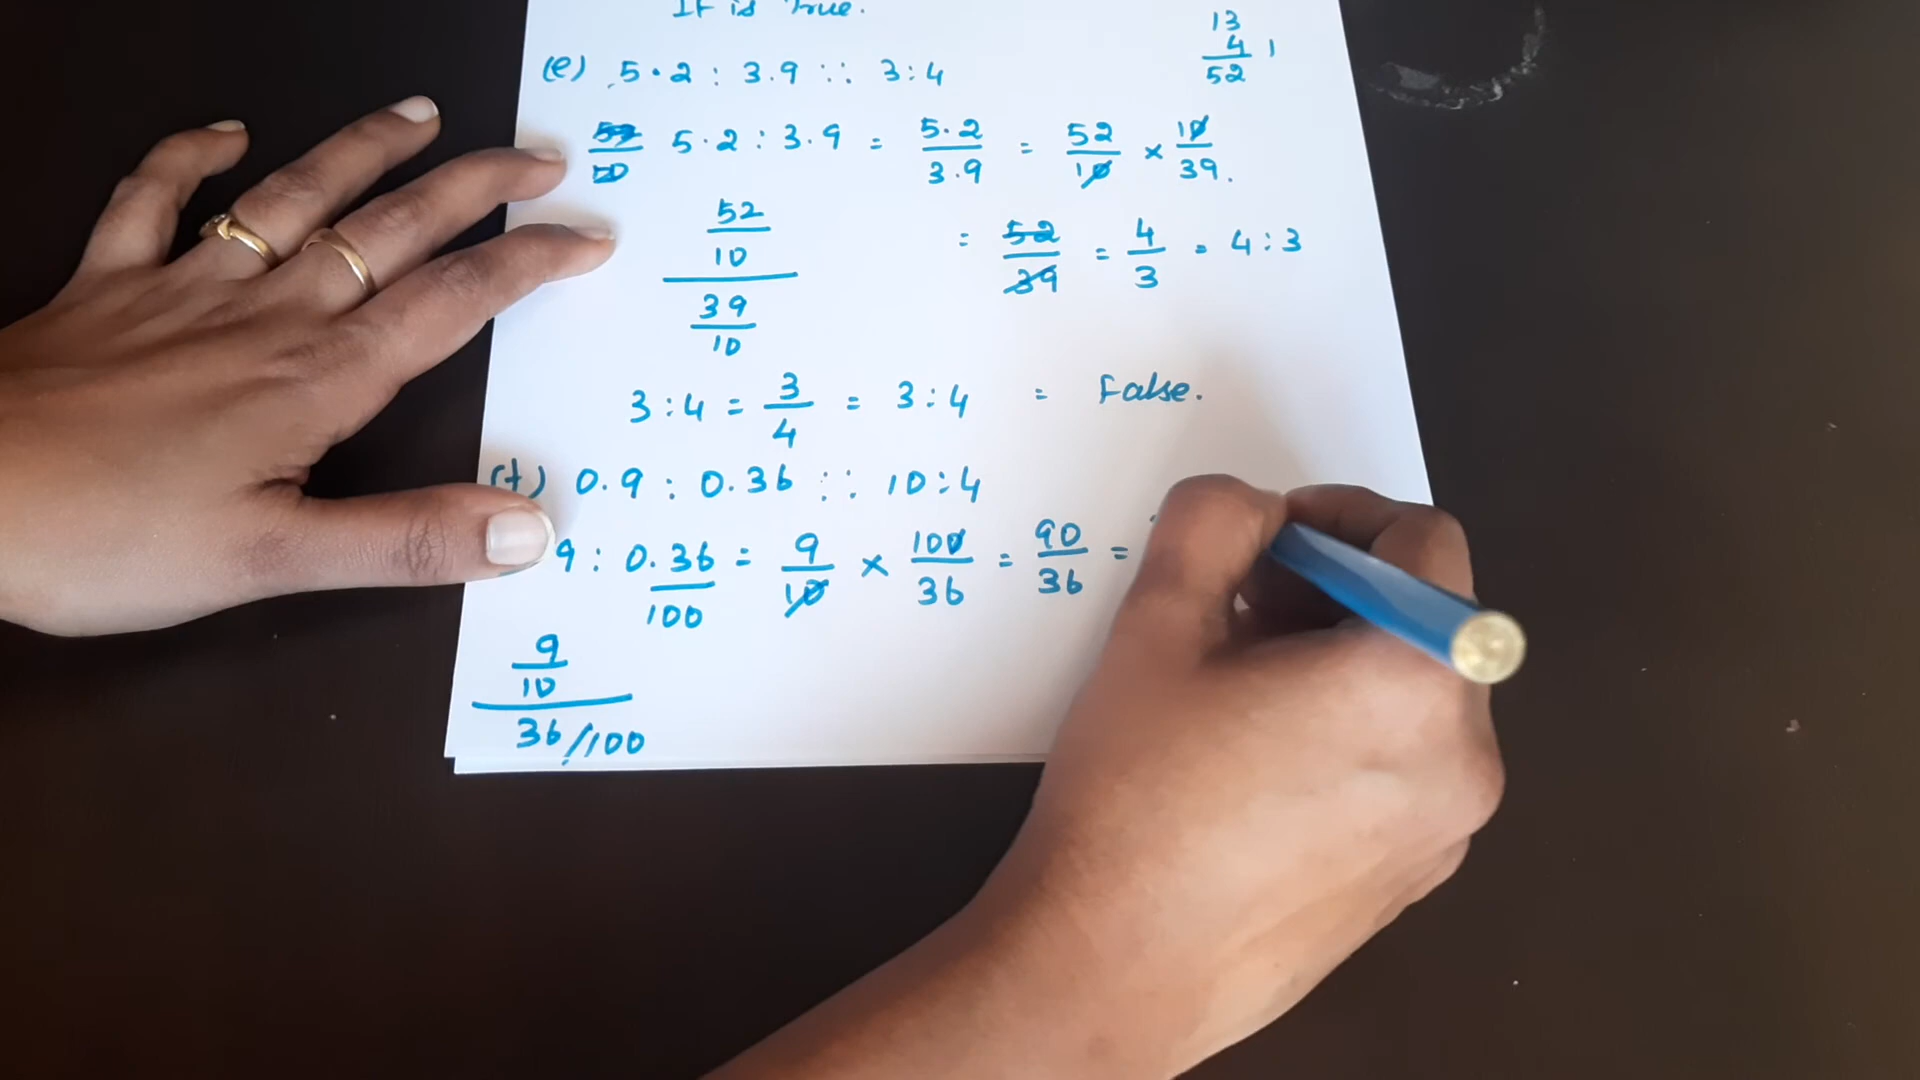 It is True.
13
4
52
(e) 5.2 : 3.9 :: 3:4
5.2 : 3.9 = 5.2/3.9 = 52/10 × 10/39.
52/10
39/10
= 52/39 = 4/3 = 4:3
3:4 = 3/4 = 3:4 = False.
(f) 0.9 : 0.36 :: 10:4
9 : 0.36/100 = 9/10 × 100/36 = 90/36 =
9/10
36/100